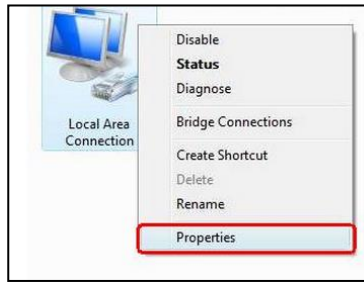 Local Area
Connection
Disable
Status
Diagnose
Bridge Connections
Create Shortcut
Delete
Rename
Properties